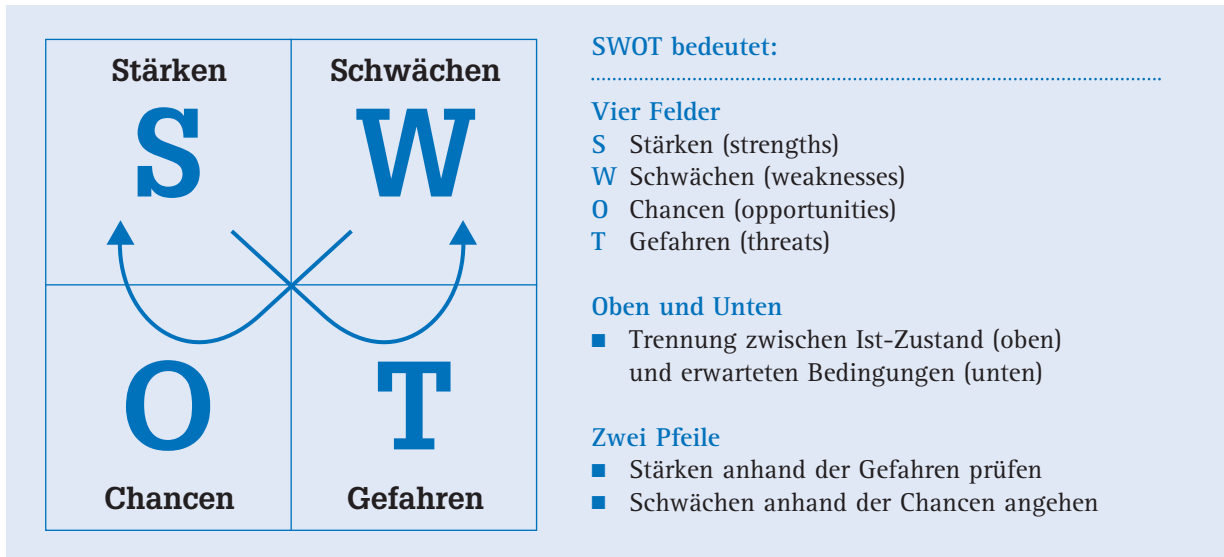 Stärken
Schwächen
S
W
O
T
Chancen
Gefahren
SWOT bedeutet:
Vier Felder
S Stärken (strengths)
W Schwächen (weaknesses)
O Chancen (opportunities)
T Gefahren (threats)
Oben und Unten
■ Trennung zwischen Ist-Zustand (oben)
und erwarteten Bedingungen (unten)
Zwei Pfeile
■ Stärken anhand der Gefahren prüfen
■ Schwächen anhand der Chancen angehen